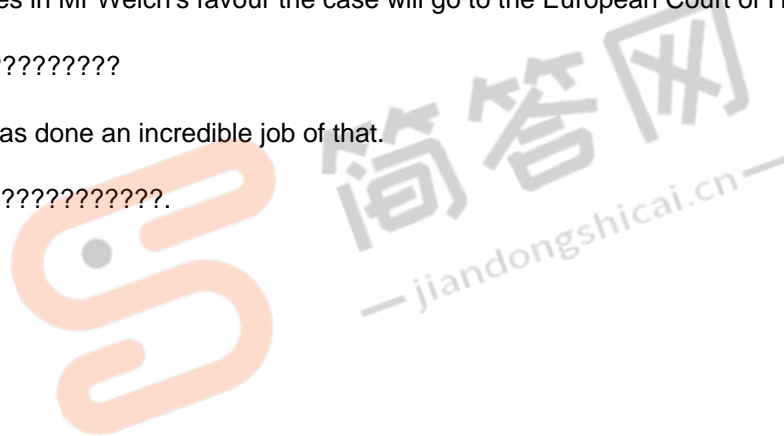 es in Mr Welch's favour the case will go to the European Court of
?????????
as done an incredible job of that.
???????????.
简答网
jiandongshicai.cn